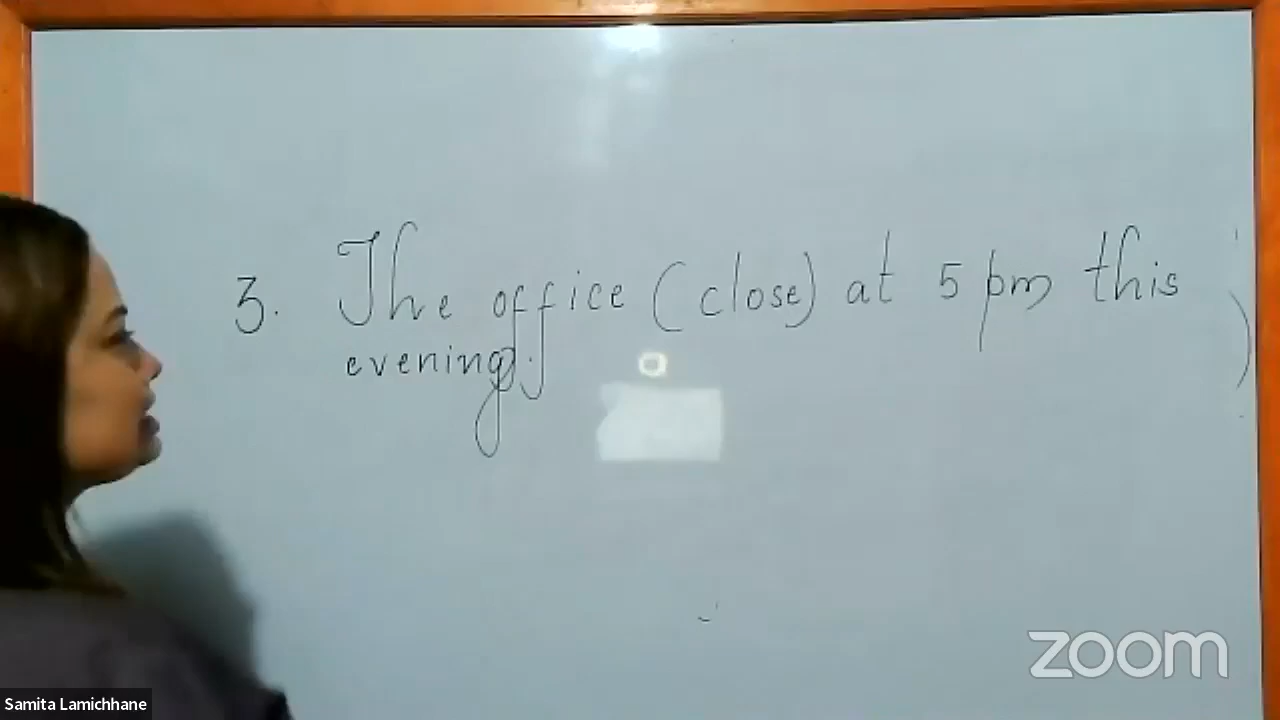 3. The office (close) at 5 pm this
evening.
zoom
Samita Lamichhane